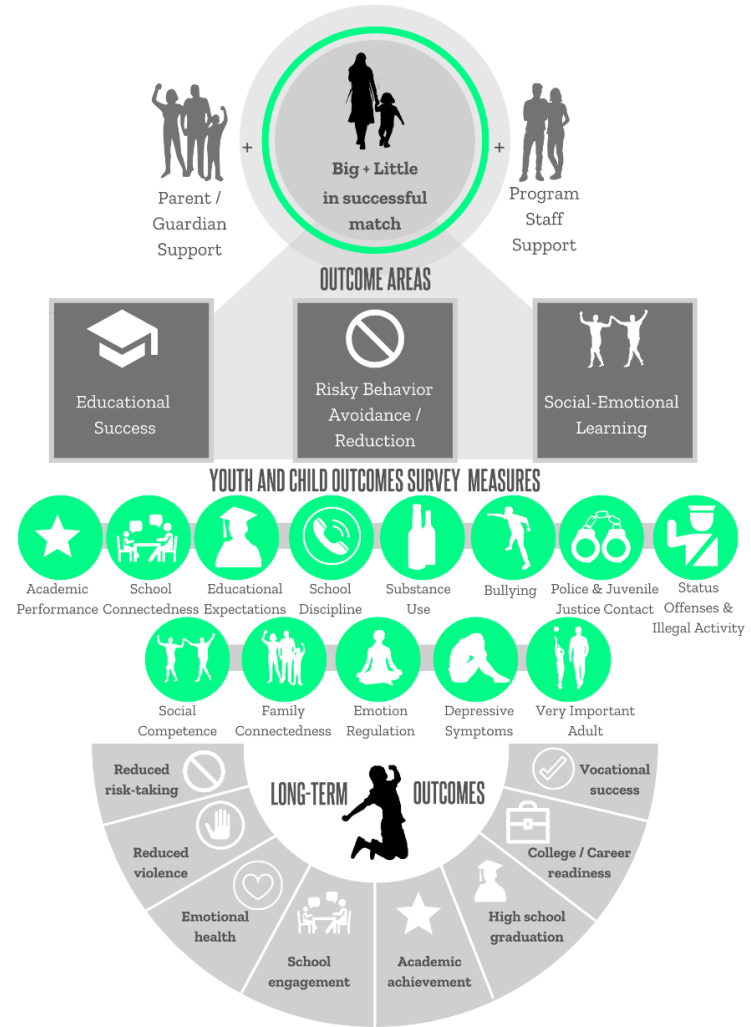 Big + Little
in successful
match
+
+
Parent /
Guardian
Support
Program
Staff
Support
OUTCOME AREAS
Educational
Success
Risky Behavior
Avoidance /
Reduction
Social-Emotional
Learning
YOUTH AND CHILD OUTCOMES SURVEY MEASURES
Academic
Performance
School
Connectedness
Educational
Expectations
School
Discipline
Substance
Use
Bullying
Police & Juvenile
Justice Contact
Status
Offenses &
Illegal Activity
Social
Competence
Family
Connectedness
Emotion
Regulation
Depressive
Symptoms
Very Important
Adult
LONG-TERM OUTCOMES
Reduced
risk-taking
Reduced
violence
Emotional
health
School
engagement
Academic
achievement
High school
graduation
College / Career
readiness
Vocational
success